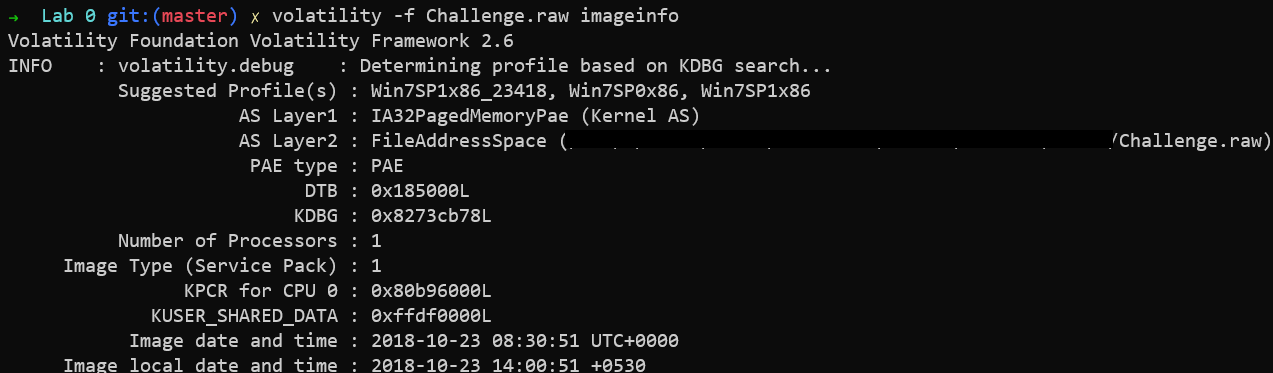 → Lab 0 git:(master) ✗ volatility -f Challenge.raw imageinfo
Volatility Foundation Volatility Framework 2.6
INFO    : volatility.debug    : Determining profile based on KDBG search...
          Suggested Profile(s) : Win7SP1x86_23418, Win7SP0x86, Win7SP1x86
                     AS Layer1 : IA32PagedMemoryPae (Kernel AS)
                     AS Layer2 : FileAddressSpace (/Challenge.raw)
                      PAE type : PAE
                           DTB : 0x185000L
                          KDBG : 0x8273cb78L
          Number of Processors : 1
     Image Type (Service Pack) : 1
                KPCR for CPU 0 : 0x80b96000L
             KUSER_SHARED_DATA : 0xffdf0000L
           Image date and time : 2018-10-23 08:30:51 UTC+0000
     Image local date and time : 2018-10-23 14:00:51 +0530